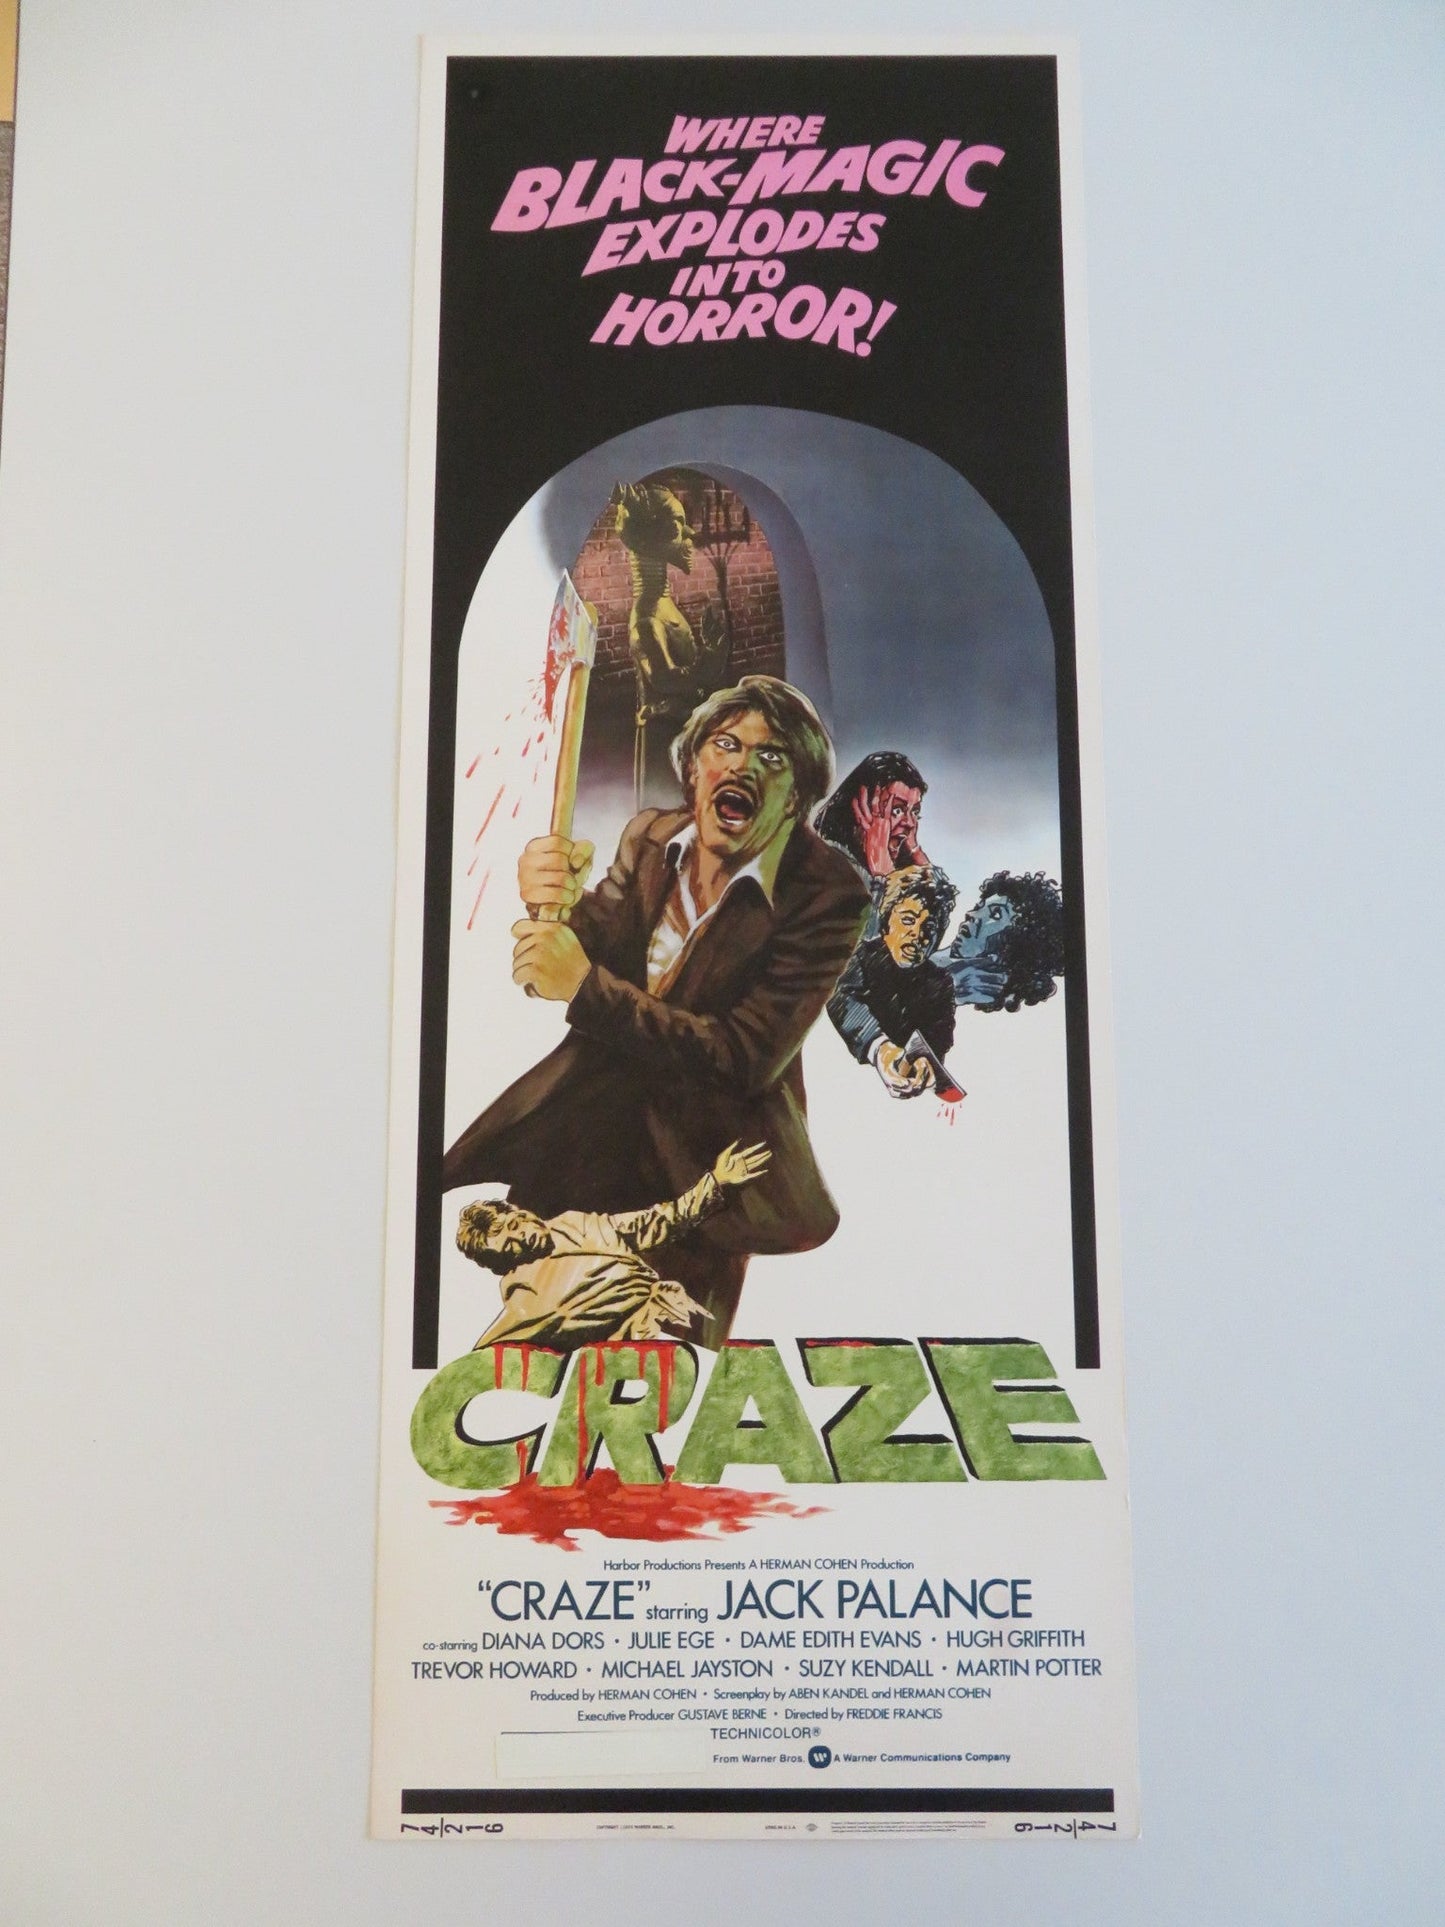 WHERE
BLACK-MAGIC
EXPLODES
INTO
HORROR!
CRAZE
Harbor Productions Presents A HERMAN COHEN Production
"CRAZE" starring JACK PALANCE
co-starring DIANA DORS • JULIE EGE • DAME EDITH EVANS • HUGH GRIFFITH
TREVOR HOWARD • MICHAEL JAYSTON • SUZY KENDALL • MARTIN POTTER
Produced by HERMAN COHEN • Screenplay by ABEN KANDEL and HERMAN COHEN
Executive Producer GUSTAVE BERNE • Directed by FREDDIE FRANCIS
TECHNICOLOR®
From Warner Bros. W A Warner Communications Company
74/216
74/216